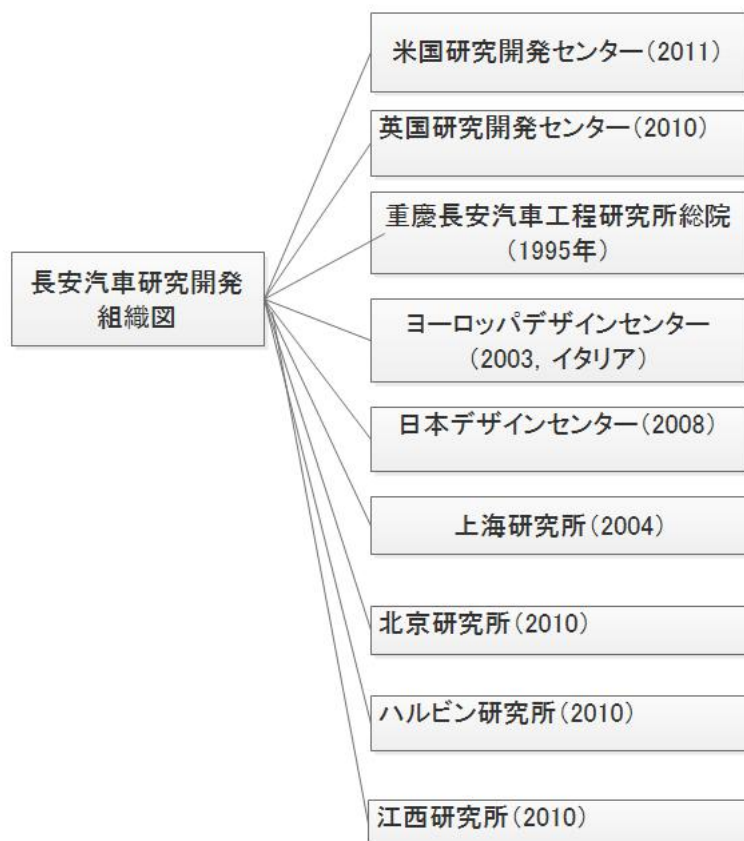 米国研究開発センター(2011)
英国研究開発センター(2010)
重慶長安汽車工程研究所総院
(1995年)
長安汽車研究開発
組織図
ヨーロッパデザインセンター
(2003, イタリア)
日本デザインセンター(2008)
上海研究所(2004)
北京研究所(2010)
ハルビン研究所(2010)
江西研究所(2010)